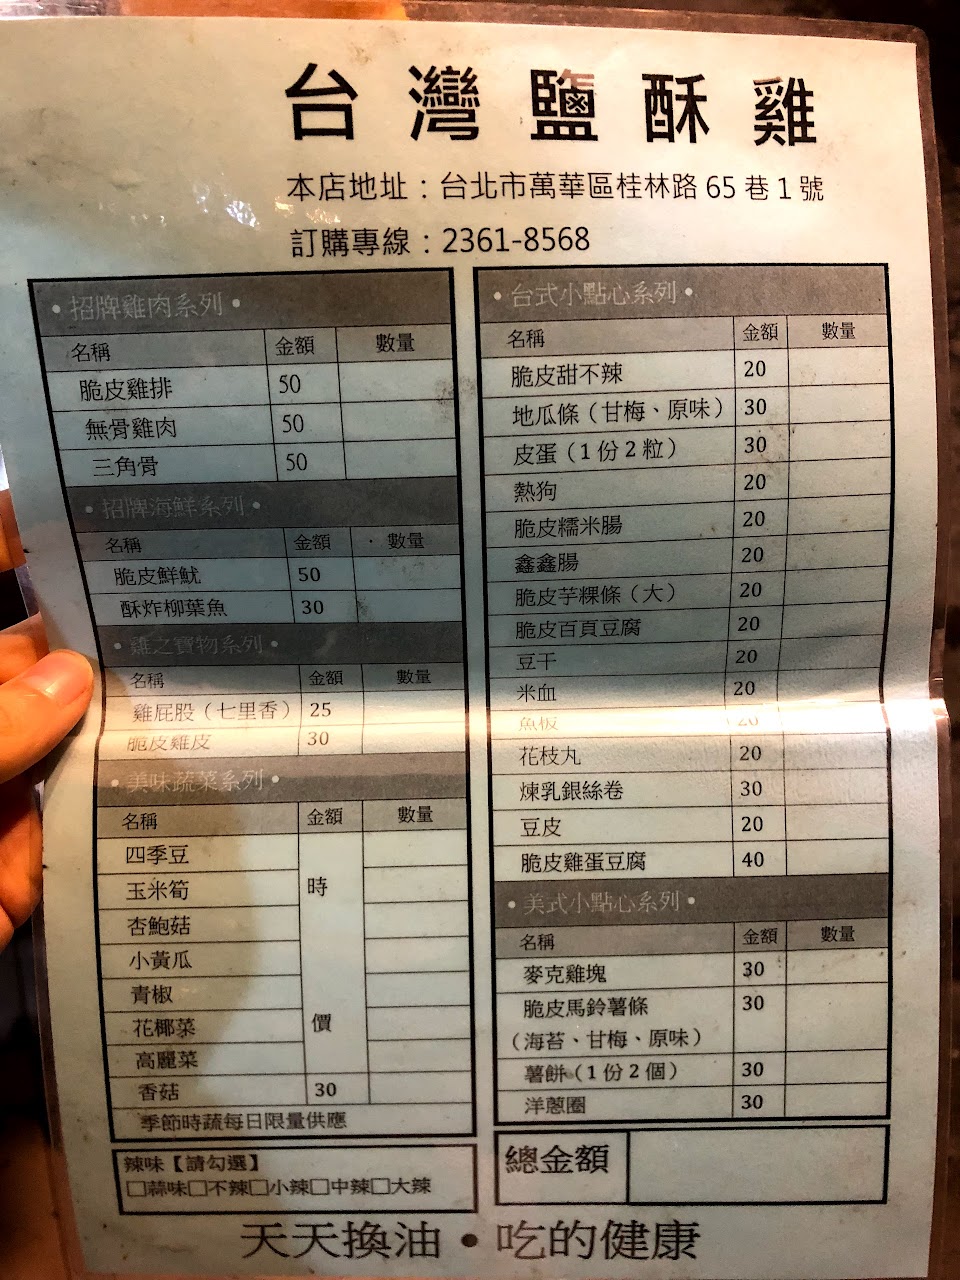 台灣鹽酥雞
本店地址：台北市萬華區桂林路 65 巷 1 號
訂購專線：2361-8568
• 招牌雞肉系列 •
名稱 金額 數量
脆皮雞排 50
無骨雞肉 50
三角骨 50
• 招牌海鮮系列 •
名稱 金額 數量
脆皮鮮魷 50
酥炸柳葉魚 30
• 雞之寶物系列 •
名稱 金額 數量
雞屁股（七里香） 25
脆皮雞皮 30
• 美味蔬菜系列 •
名稱 金額 數量
四季豆
玉米筍 時
杏鮑菇
小黃瓜
青椒
花椰菜 價
高麗菜
香菇 30
季節時蔬每日限量供應
辣味【請勾選】
□蒜味□不辣□小辣□中辣□大辣
• 台式小點心系列 •
名稱 金額 數量
脆皮甜不辣 20
地瓜條（甘梅、原味） 30
皮蛋（1 份 2 粒） 30
熱狗 20
脆皮糯米腸 20
鑫鑫腸 20
脆皮芋粿條（大） 20
脆皮百頁豆腐 20
豆干 20
米血 20
魚板 20
花枝丸 20
煉乳銀絲卷 30
豆皮 20
脆皮雞蛋豆腐 40
• 美式小點心系列 •
名稱 金額 數量
麥克雞塊 30
脆皮馬鈴薯條 30
（海苔、甘梅、原味）
薯餅（1 份 2 個） 30
洋蔥圈 30
總金額
天天換油 • 吃的健康